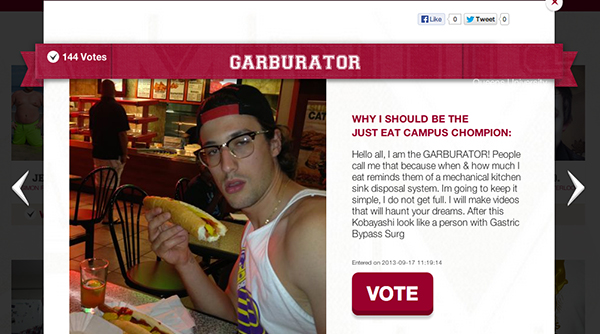 Like 0 Tweet 0
144 Votes
GARBURATOR
WHY I SHOULD BE THE
JUST EAT CAMPUS CHOMPION:
Hello all, I am the GARBURATOR! People
call me that because when & how much I
eat reminds them of a mechanical kitchen
sink disposal system. Im going to keep it
simple, I do not get full. I will make videos
that will haunt your dreams. After this
Kobayashi look like a person with Gastric
Bypass Surg
Entered on 2013-09-17 11:19:14
VOTE